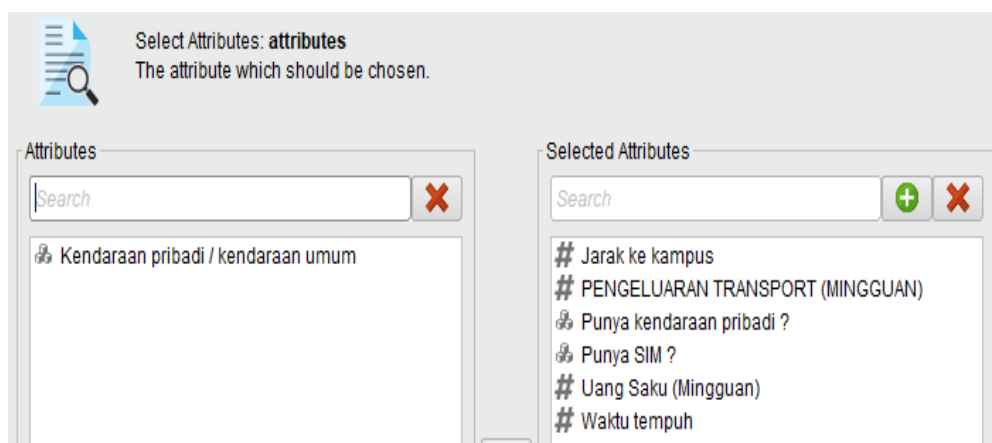 Select Attributes: attributes
The attribute which should be chosen.
Attributes
Search
Kendaraan pribadi / kendaraan umum
Selected Attributes
Search
Jarak ke kampus
PENGELUARAN TRANSPORT (MINGGUAN)
Punya kendaraan pribadi ?
Punya SIM ?
Uang Saku (Mingguan)
Waktu tempuh